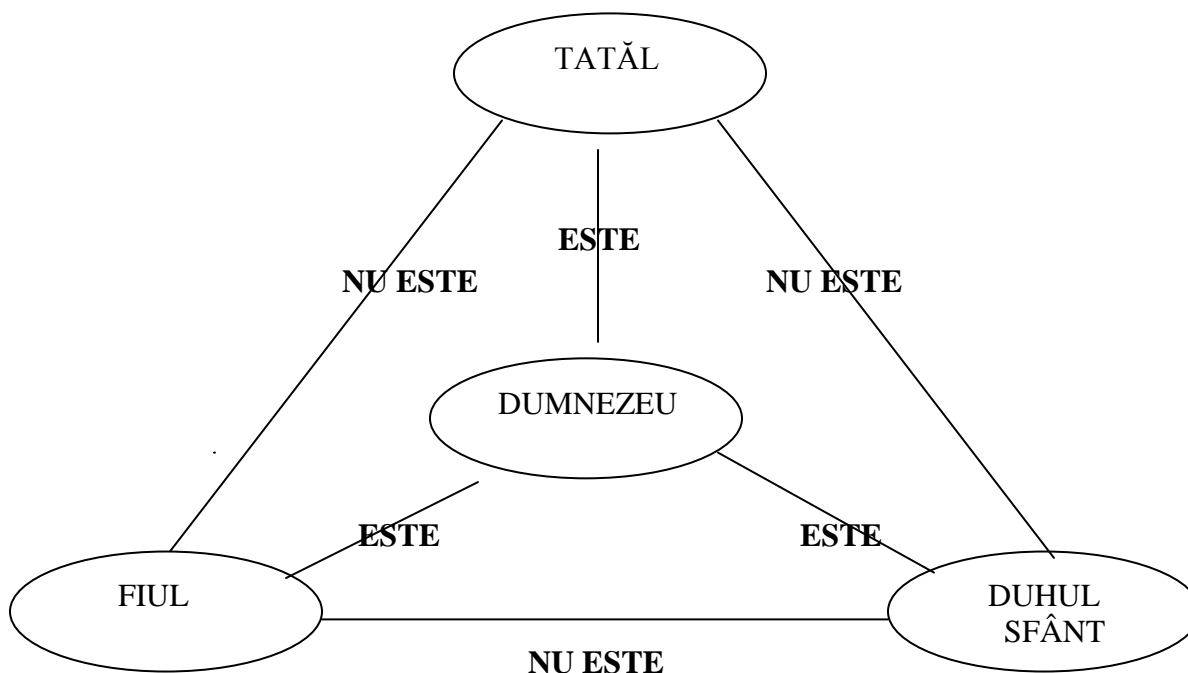 TATĂL
ESTE
NU ESTE
NU ESTE
DUMNEZEU
ESTE
ESTE
FIUL
DUHUL
SFÂNT
NU ESTE